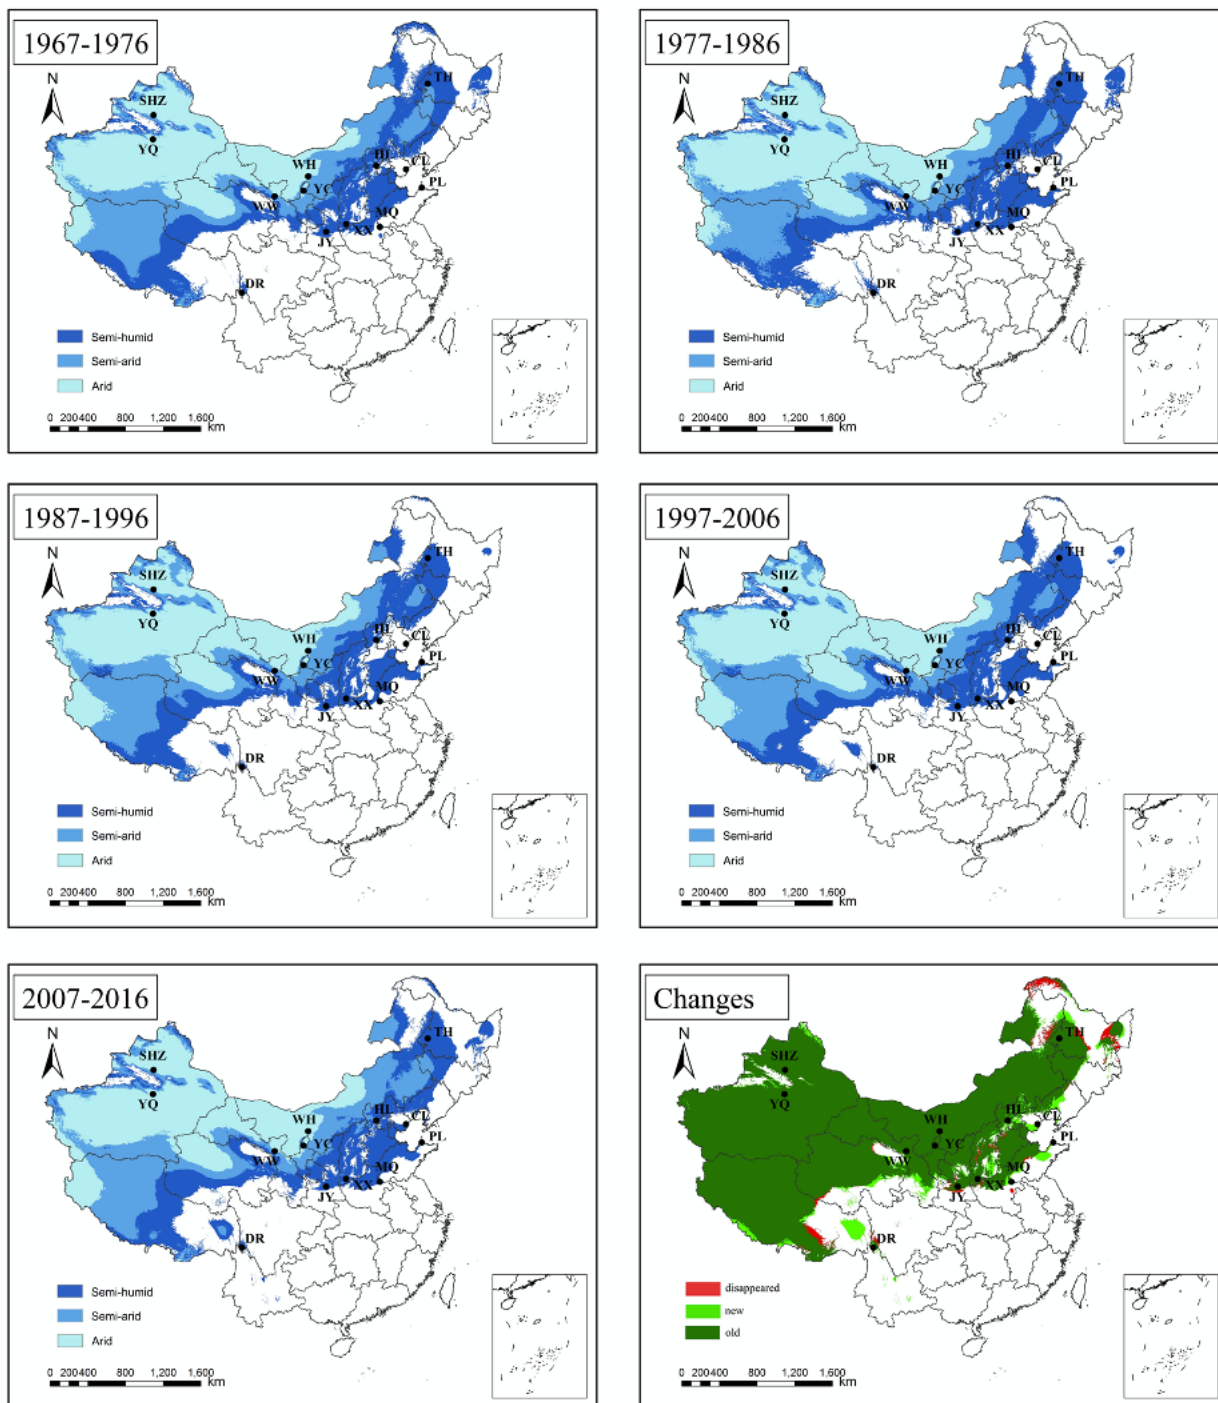 1967-1976
N
SHZ
YQ
TH
WH
YC
WW
HL
CL
PL
MQ
JY
XX
DR
Semi-humid
Semi-arid
Arid
0 200400 800 1,200 1,600
km
1977-1986
N
SHZ
YQ
TH
WH
YC
WW
HL
CL
PL
MQ
JY
XX
DR
Semi-humid
Semi-arid
Arid
0 200400 800 1,200 1,600
km
1987-1996
N
SHZ
YQ
TH
WH
YC
WW
HL
CL
PL
MQ
JY
XX
DR
Semi-humid
Semi-arid
Arid
0 200400 800 1,200 1,600
km
1997-2006
N
SHZ
YQ
TH
WH
YC
WW
HL
CL
PL
MQ
JY
XX
DR
Semi-humid
Semi-arid
Arid
0 200400 800 1,200 1,600
km
2007-2016
N
SHZ
YQ
TH
WH
YC
WW
HL
CL
PL
MQ
JY
XX
DR
Semi-humid
Semi-arid
Arid
0 200400 800 1,200 1,600
km
Changes
N
SHZ
YQ
TH
WH
YC
WW
HL
CL
PL
MQ
JY
XX
DR
disappeared
new
old
0 200400 800 1,200 1,600
km